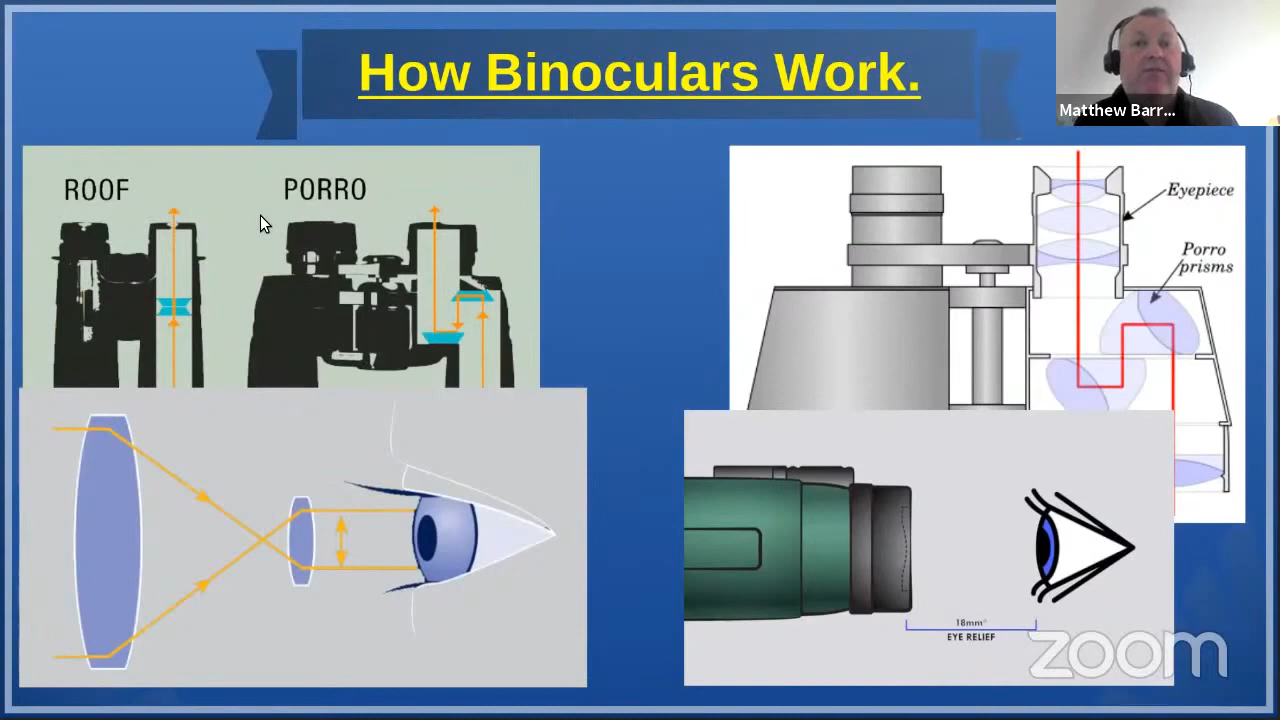 How Binoculars Work.
Matthew Barr...
ROOF
PORRO
Eyepiece
Porro
prisms
18mm°
EYE RELIEF
zoom